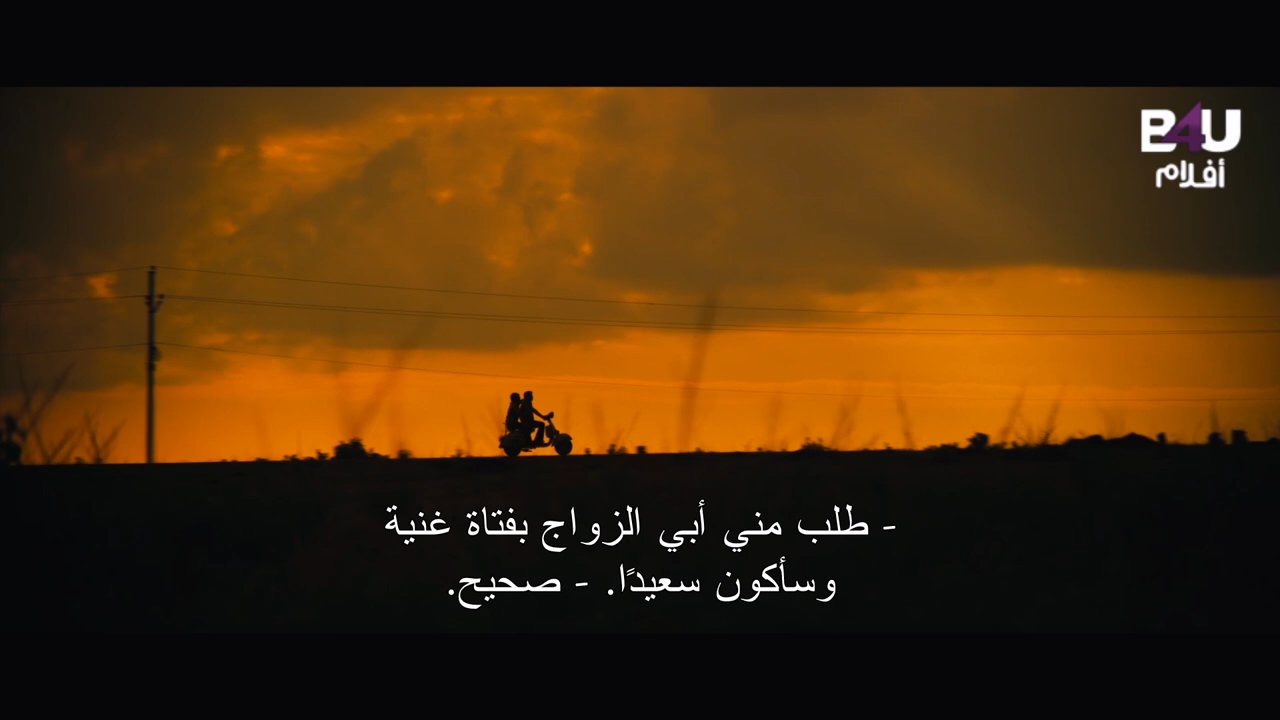 B4U
أفلام
- طلب مني أبي الزواج بفتاة غنية
وسأكون سعيدًا. - صحيح.